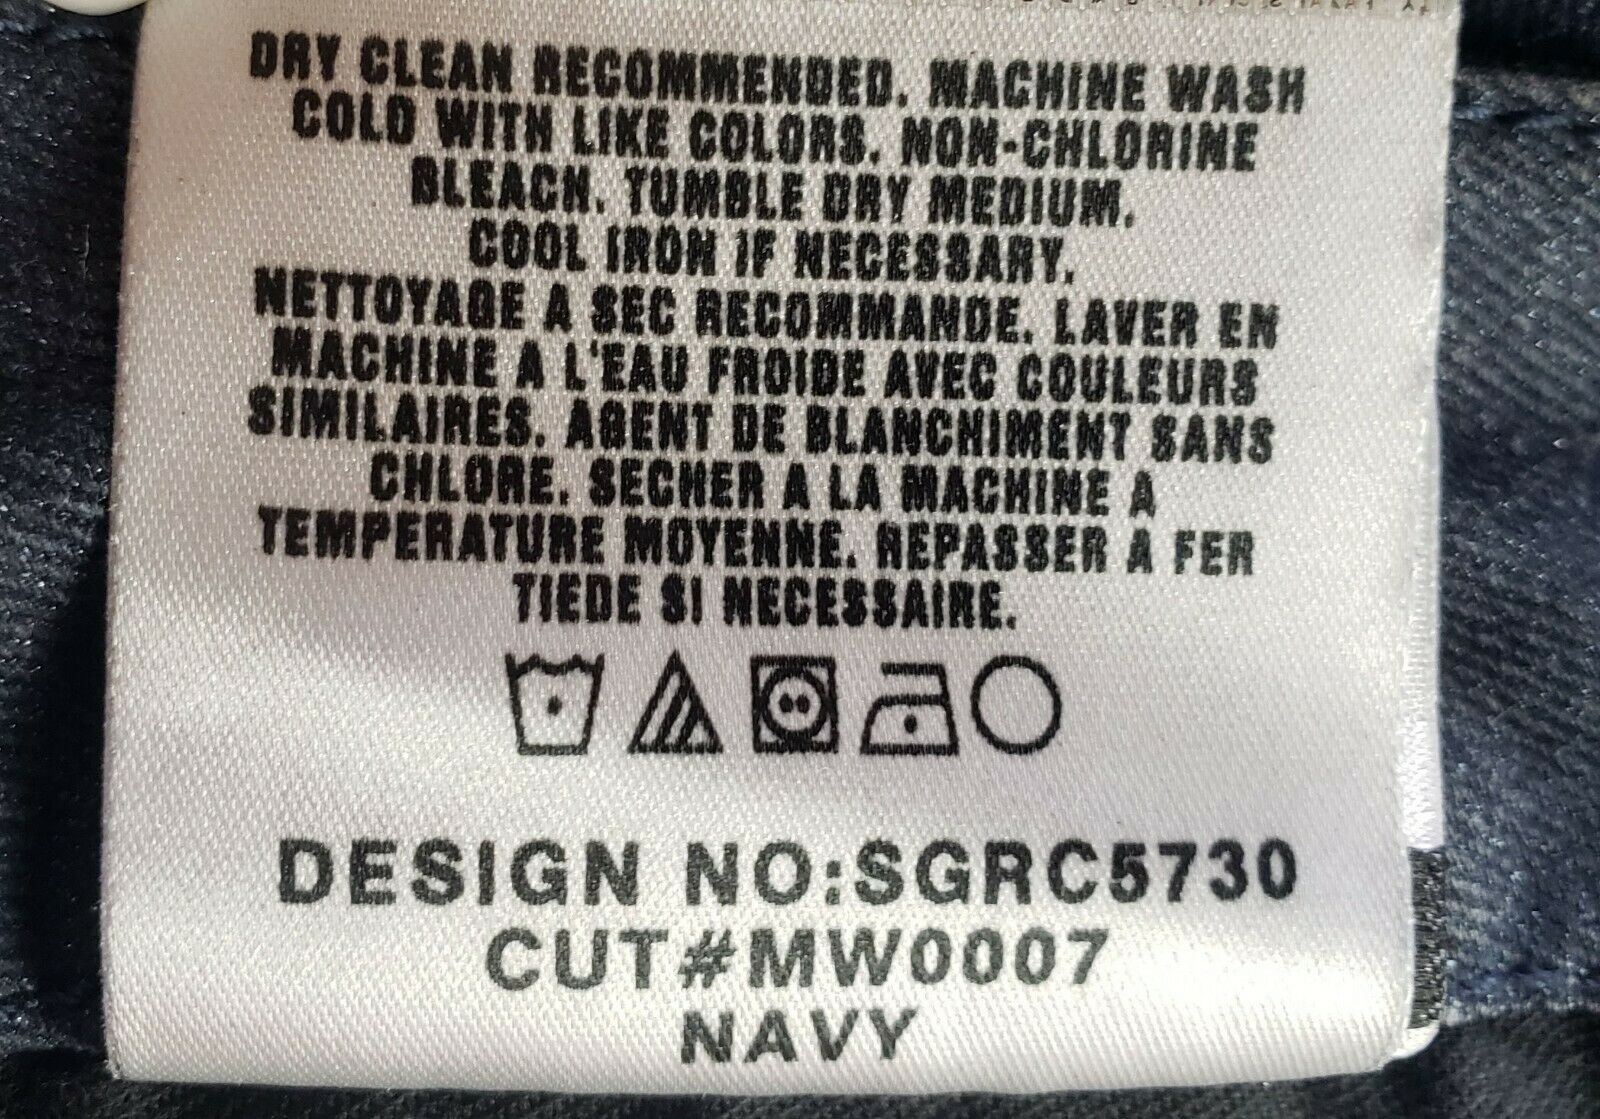 DRY CLEAN RECOMMENDED. MACHINE WASH
COLD WITH LIKE COLORS. NON-CHLORINE
BLEACH. TUMBLE DRY MEDIUM.
COOL IRON IF NECESSARY.
NETTOYAGE A SEC RECOMMANDE. LAVER EN
MACHINE A L'EAU FROIDE AVEC COULEURS
SIMILAIRES. AGENT DE BLANCHIMENT SANS
CHLORE. SECHER A LA MACHINE A
TEMPERATURE MOYENNE. REPASSER A FER
TIEDE SI NECESSAIRE.
DESIGN NO:SGRC5730
CUT#MW0007
NAVY